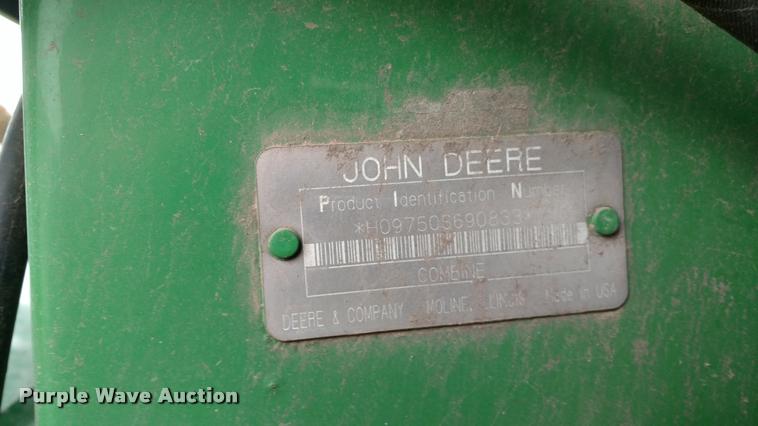 JOHN DEERE
Product Identification Number
*H09750S690833*
COMBINE
DEERE & COMPANY MOLINE, ILLINOIS Made in USA
Purple Wave Auction